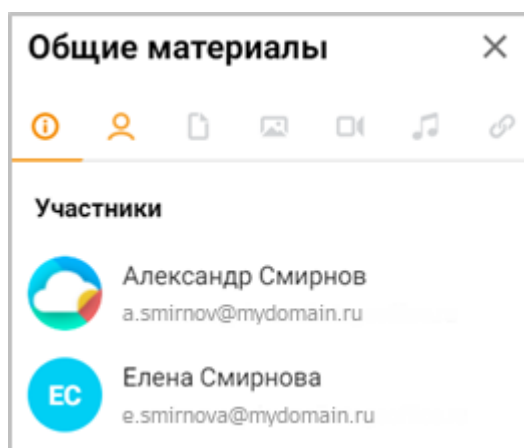 Общие материалы
Участники
Александр Смирнов
a.smirnov@mydomain.ru
ЕС
Елена Смирнова
e.smirnova@mydomain.ru